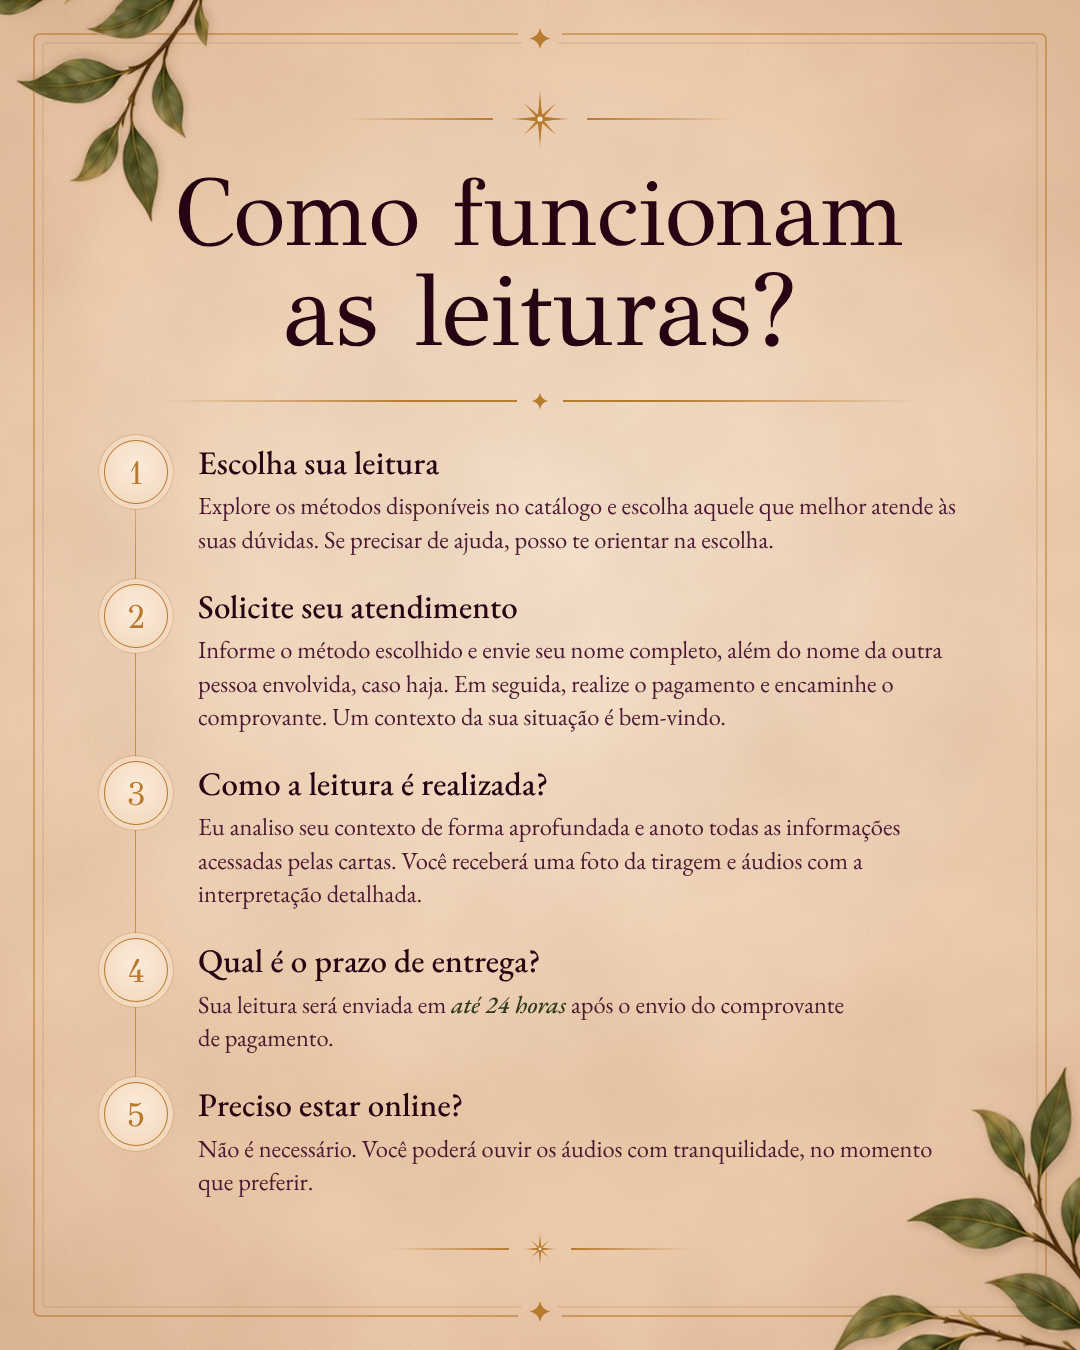 Como funcionam
as leituras?
1
Escolha sua leitura
Explore os métodos disponíveis no catálogo e escolha aquele que melhor atende às
suas dúvidas. Se precisar de ajuda, posso te orientar na escolha.
2
Solicite seu atendimento
Informe o método escolhido e envie seu nome completo, além do nome da outra
pessoa envolvida, caso haja. Em seguida, realize o pagamento e encaminhe o
comprovante. Um contexto da sua situação é bem-vindo.
3
Como a leitura é realizada?
Eu analiso seu contexto de forma aprofundada e anoto todas as informações
acessadas pelas cartas. Você receberá uma foto da tiragem e áudios com a
interpretação detalhada.
4
Qual é o prazo de entrega?
Sua leitura será enviada em até 24 horas após o envio do comprovante
de pagamento.
5
Preciso estar online?
Não é necessário. Você poderá ouvir os áudios com tranquilidade, no momento
que preferir.